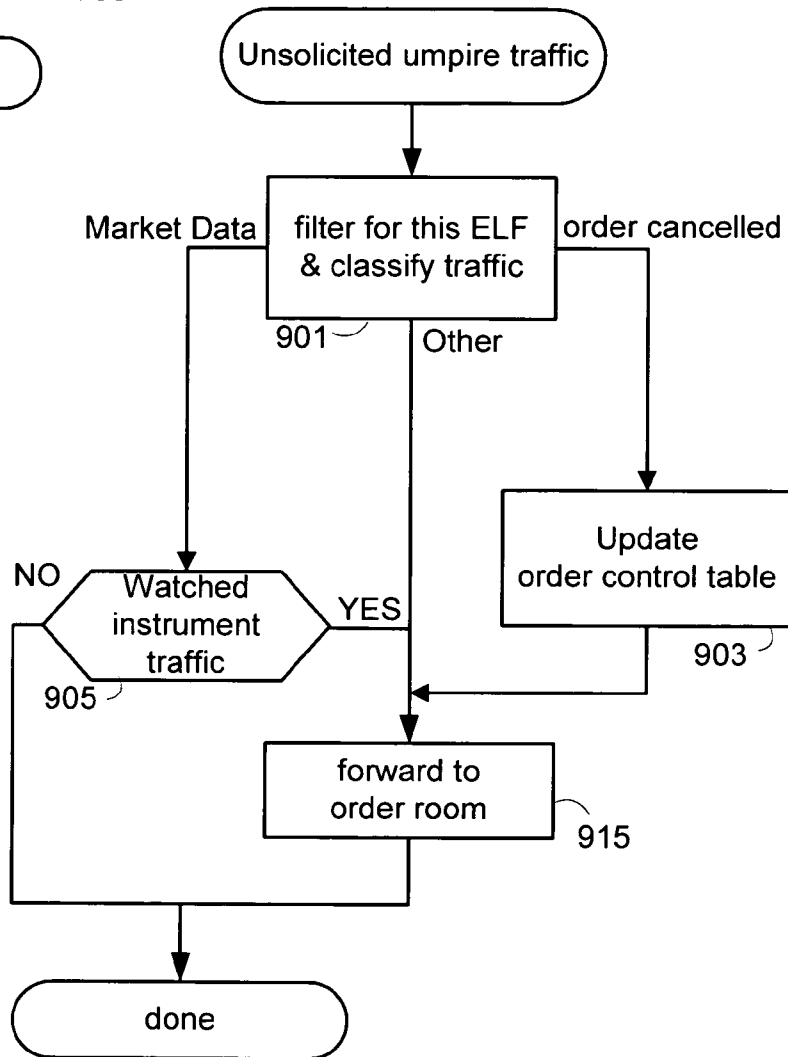 Unsolicited umpire traffic
Market Data
filter for this ELF
& classify traffic
order cancelled
901
Other
Update
order control table
903
NO
Watched
instrument
traffic
YES
905
forward to
order room
915
done